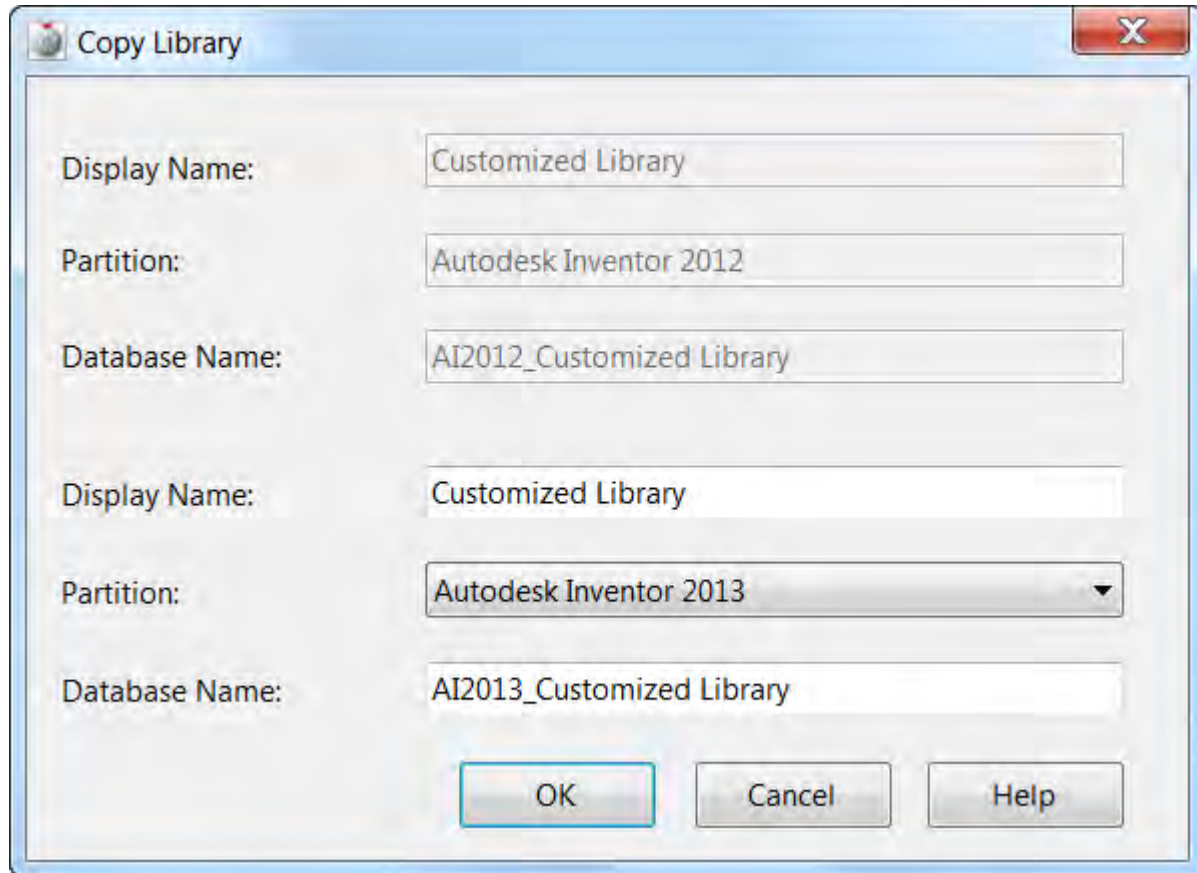 Copy Library
Display Name: Customized Library
Partition: Autodesk Inventor 2012
Database Name: AI2012_Customized Library
Display Name: Customized Library
Partition: Autodesk Inventor 2013
Database Name: AI2013_Customized Library
OK Cancel Help